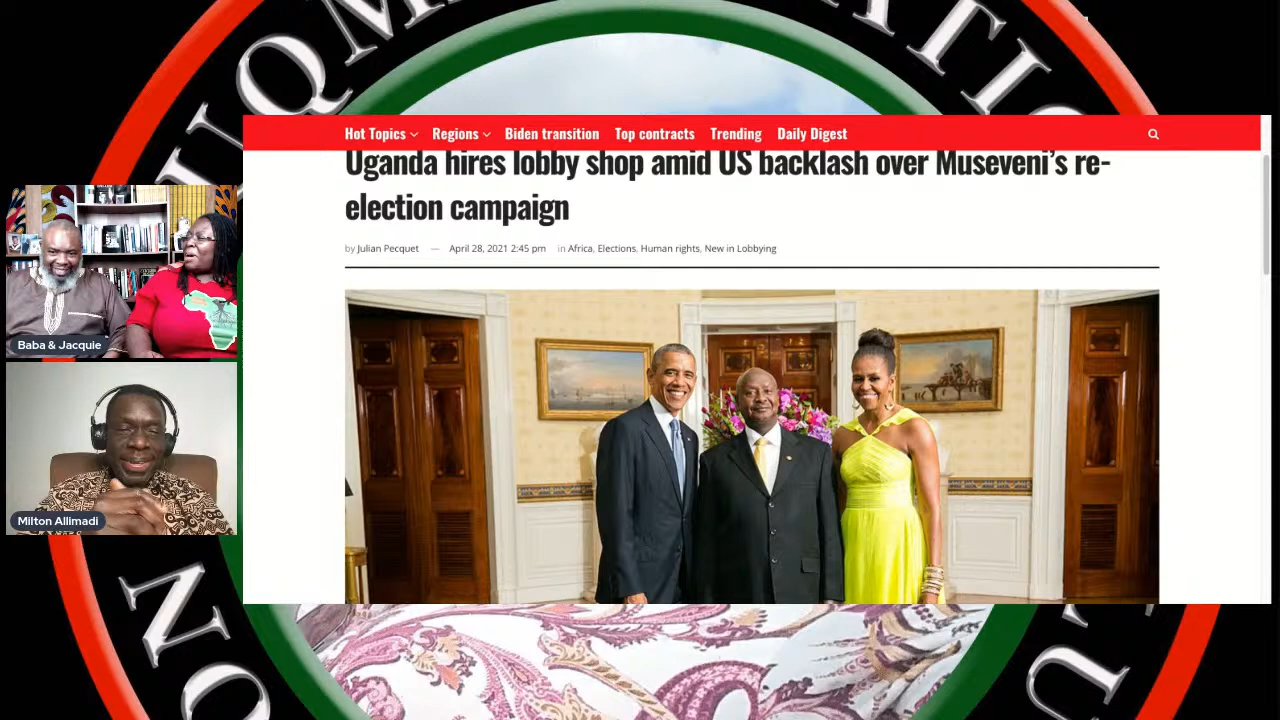 Hot Topics Regions Biden transition Top contracts Trending Daily Digest
Uganda hires lobby shop amid US backlash over Museveni's re-
election campaign
by Julian Pecquet — April 28, 2021 2:45 pm in Africa, Elections, Human rights, New in Lobbying
Baba & Jacquie
Milton Allimadi